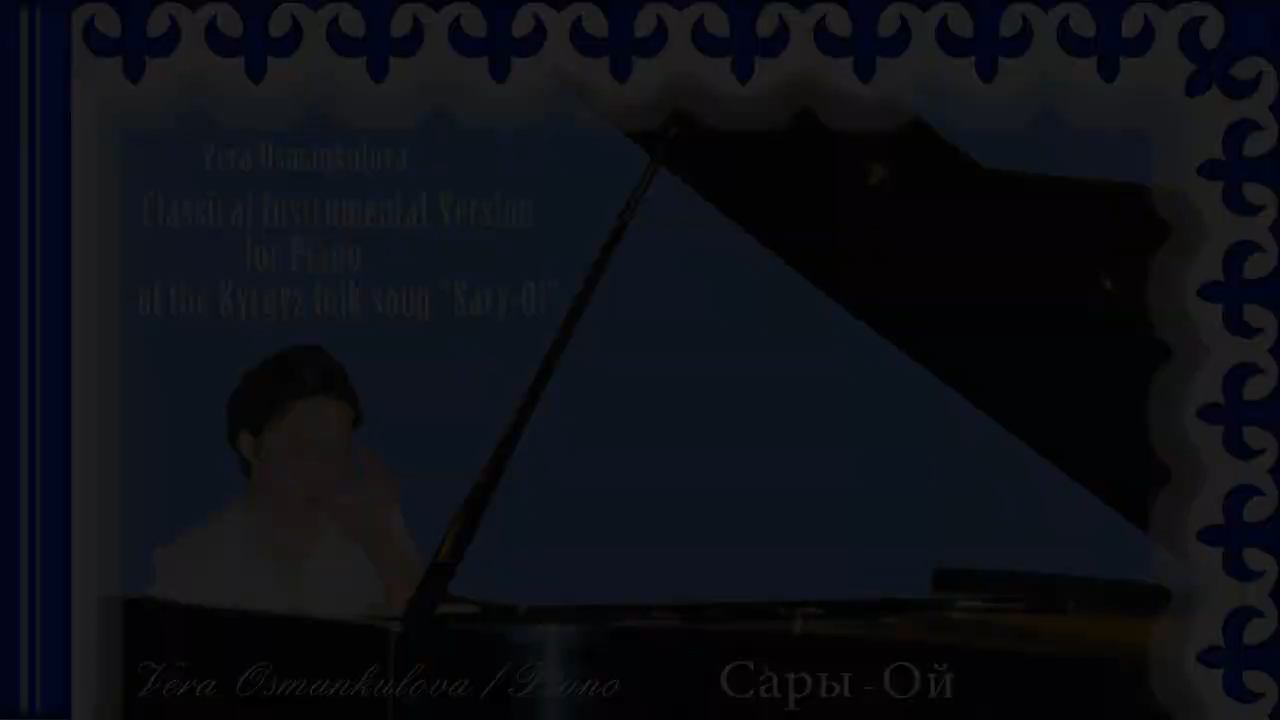 Vera Osmankulova
Classical Instrumental Version
for Piano
of the Kyrgyz folk song "Sary-Oi"
Vera Osmankulova / Piano
Сары-Ой